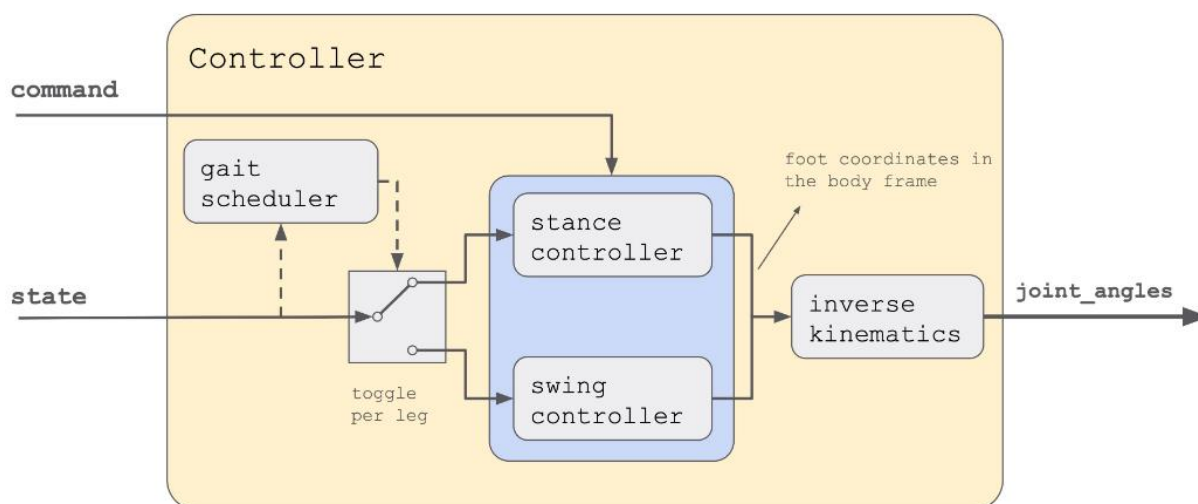 Controller
command
gait
scheduler
foot coordinates in
the body frame
stance
controller
state
joint_angles
inverse
kinematics
toggle
per leg
swing
controller